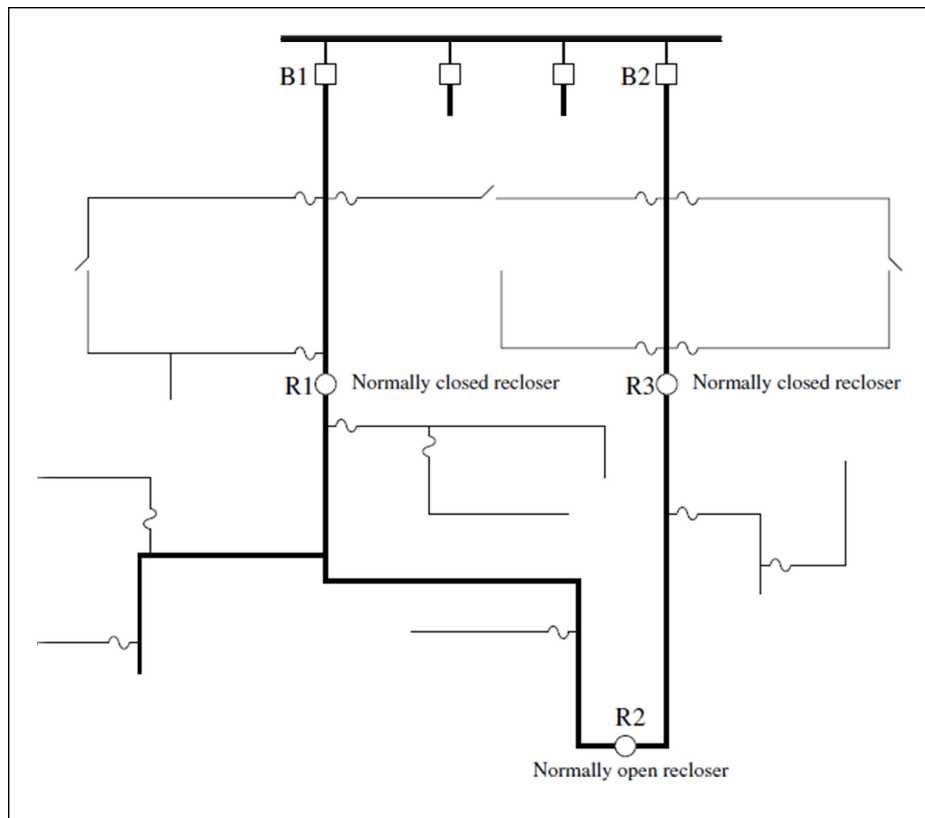 B1
B2
R1
Normally closed recloser
R3
Normally closed recloser
R2
Normally open recloser